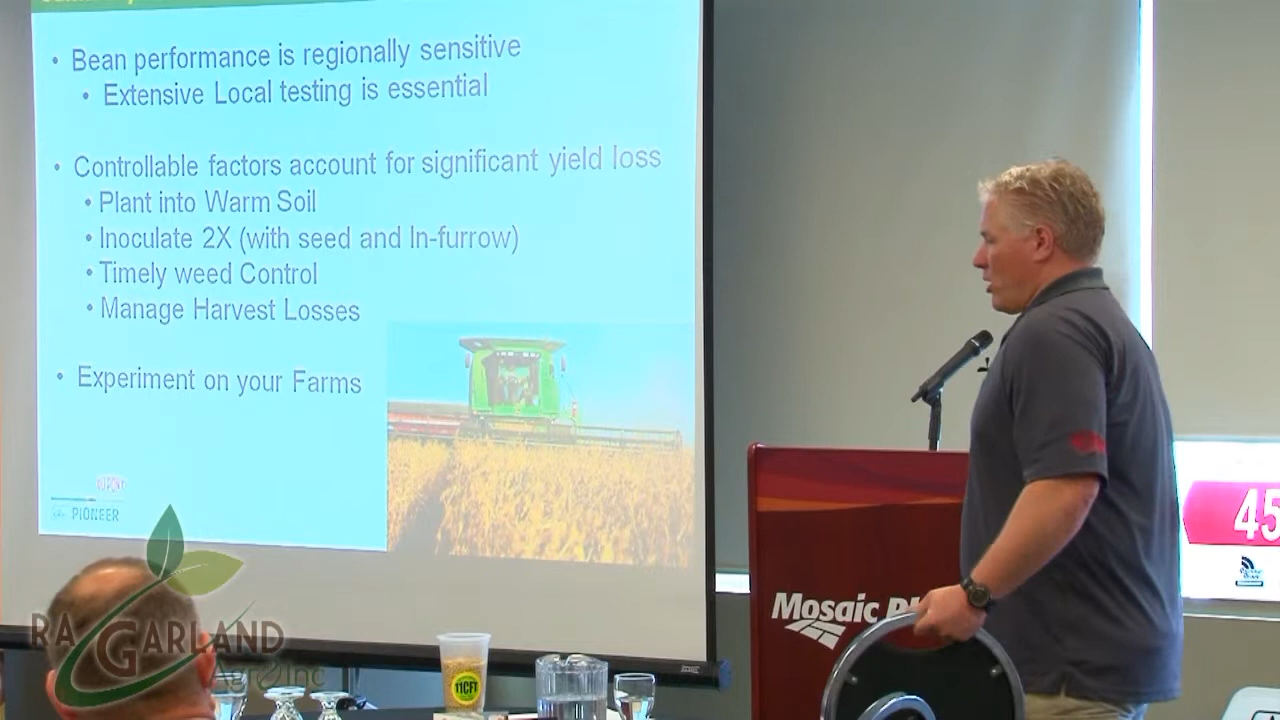 • Bean performance is regionally sensitive
• Extensive Local testing is essential
• Controllable factors account for significant yield loss
• Plant into Warm Soil
• Inoculate 2X (with seed and In-furrow)
• Timely weed Control
• Manage Harvest Losses
• Experiment on your Farms
PIONEER
RA GARLAND
Agro Inc
11CFT
Mosaic
45